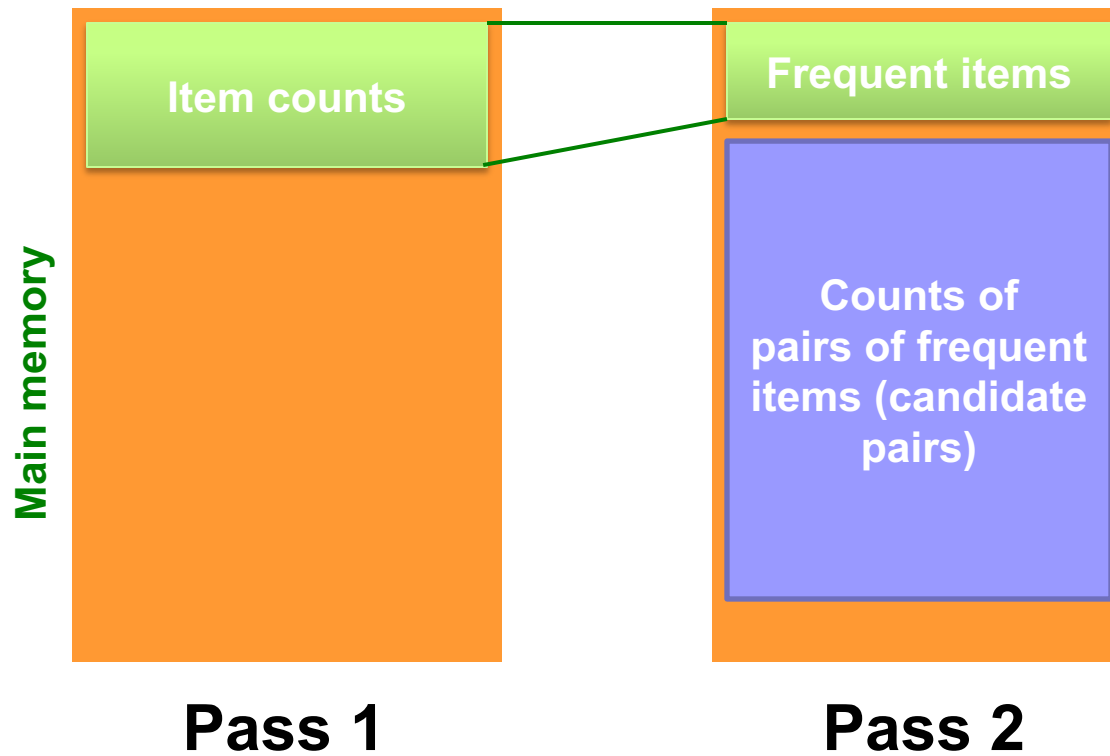 Main memory
Item counts
Frequent items
Counts of
pairs of frequent
items (candidate
pairs)
Pass 1
Pass 2